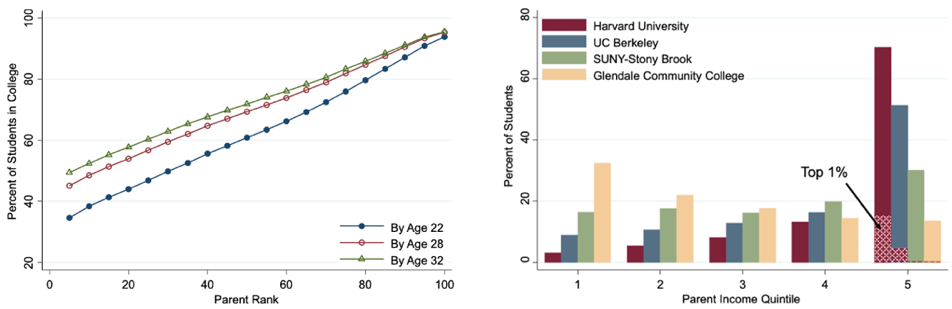 Percent of Students in College
100
80
60
40
20
0
20
40
60
80
100
Parent Rank
By Age 22
By Age 28
By Age 32
Percent of Students
80
60
40
20
0
1
2
3
4
5
Parent Income Quintile
Harvard University
UC Berkeley
SUNY-Stony Brook
Glendale Community College
Top 1%